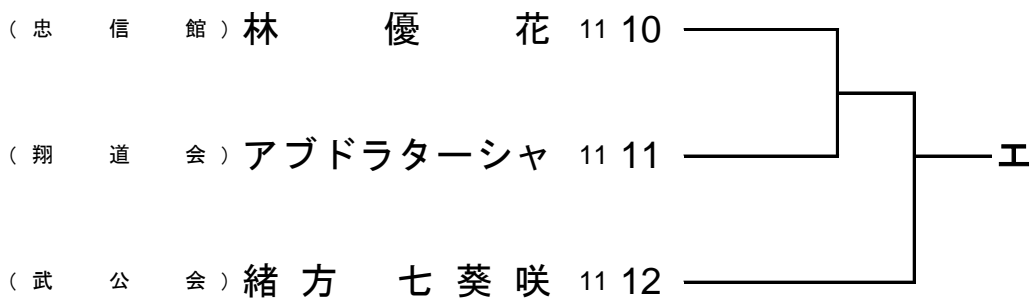 (忠信館) 林優花 11 10
(翔道会) アブドラターシャ 11 11
エ
(武公会) 緒方七葵咲 11 12